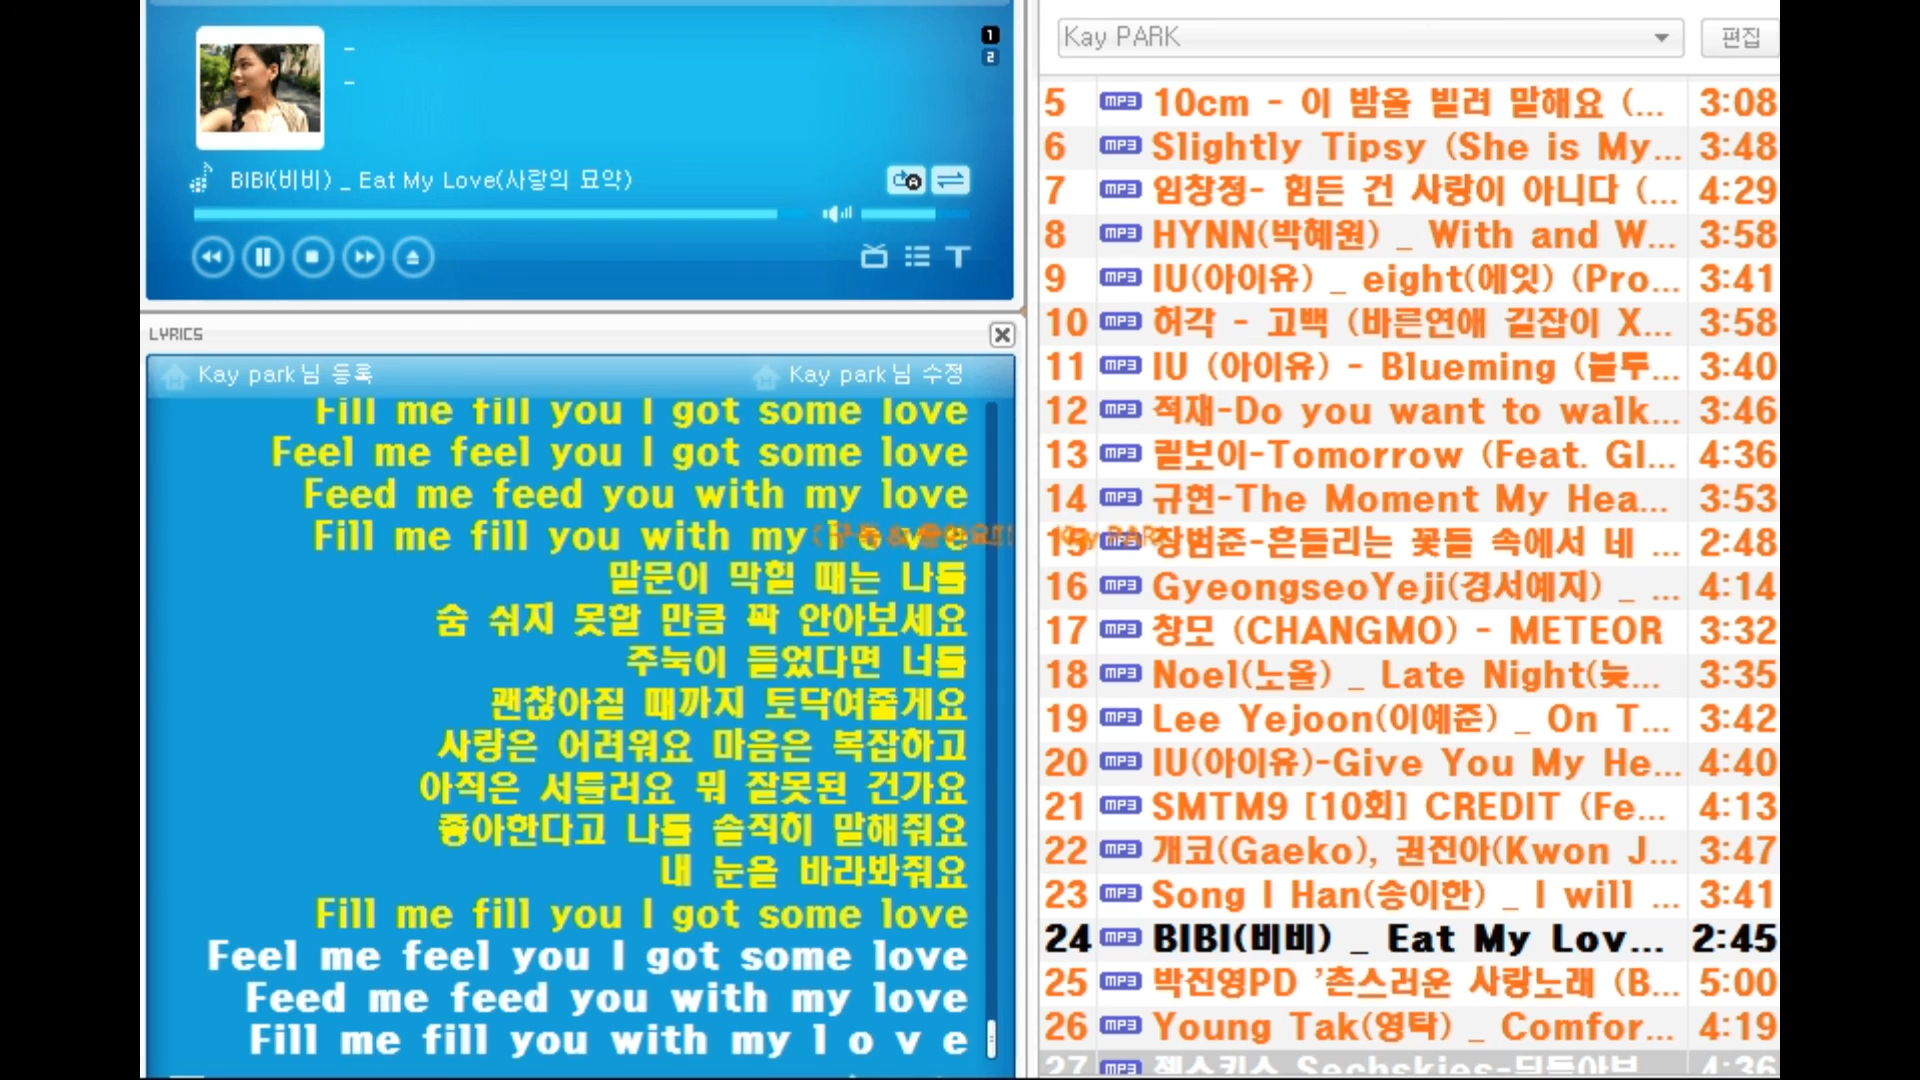 1
2
BIBI(비비) _ Eat My Love(사랑의 묘약)
LYRICS
Kay park님 등록
Kay park님 수정
Fill me fill you I got some love
Feel me feel you I got some love
Feed me feed you with my love
Fill me fill you with my l o v e
말문이 막힐 때는 나를
숨 쉬지 못할 만큼 꽉 안아보세요
주눅이 들었다면 너를
괜찮아질 때까지 토닥여줄게요
사랑은 어려워요 마음은 복잡하고
아직은 서툴러요 뭐 잘못된 건가요
좋아한다고 나를 솔직히 말해줘요
내 눈을 바라봐줘요
Fill me fill you I got some love
Feel me feel you I got some love
Feed me feed you with my love
Fill me fill you with my l o v e
Kay PARK
편집
5 MP3 10cm - 이 밤을 빌려 말해요 (... 3:08
6 MP3 Slightly Tipsy (She is My... 3:48
7 MP3 임창정- 힘든 건 사랑이 아니다 (... 4:29
8 MP3 HYNN(박혜원) _ With and W... 3:58
9 MP3 IU(아이유) _ eight(에잇) (Pro... 3:41
10 MP3 허각 - 고백 (바른연애 길잡이 X... 3:58
11 MP3 IU (아이유) - Blueming (블루... 3:40
12 MP3 적재-Do you want to walk... 3:46
13 MP3 릴보이-Tomorrow (Feat. Gl... 4:36
14 MP3 규현-The Moment My Hea... 3:53
15 MP3 장범준-흔들리는 꽃들 속에서 네 ... 2:48
16 MP3 GyeongseoYeji(경서예지) _ ... 4:14
17 MP3 창모 (CHANGMO) - METEOR 3:32
18 MP3 Noel(노을) _ Late Night(늦... 3:35
19 MP3 Lee Yejoon(이예준) _ On T... 3:42
20 MP3 IU(아이유)-Give You My He... 4:40
21 MP3 SMTM9 [10회] CREDIT (Fe... 4:13
22 MP3 개코(Gaeko), 권진아(Kwon J... 3:47
23 MP3 Song I Han(송이한) _ I will ... 3:41
24 MP3 BIBI(비비) _ Eat My Lov... 2:45
25 MP3 박진영PD '촌스러운 사랑노래 (B... 5:00
26 MP3 Young Tak(영탁) _ Comfor... 4:19
27 MP3 젝스키스 Sechskies-뒤돌아보 4:36
Kay PARK